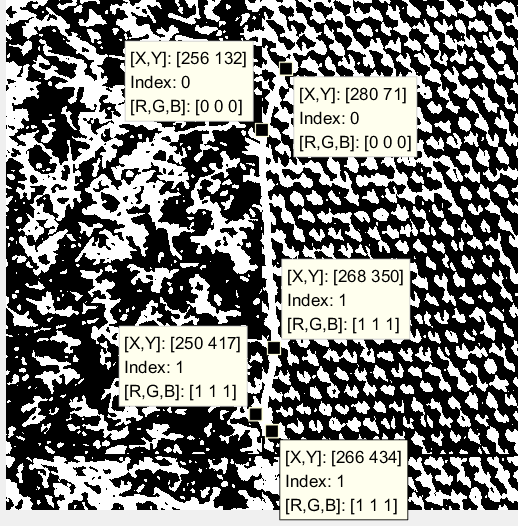 [X,Y]: [256 132]
Index: 0
[R,G,B]: [0 0 0]
[X,Y]: [280 71]
Index: 0
[R,G,B]: [0 0 0]
[X,Y]: [268 350]
Index: 1
[R,G,B]: [1 1 1]
[X,Y]: [250 417]
Index: 1
[R,G,B]: [1 1 1]
[X,Y]: [266 434]
Index: 1
[R,G,B]: [1 1 1]